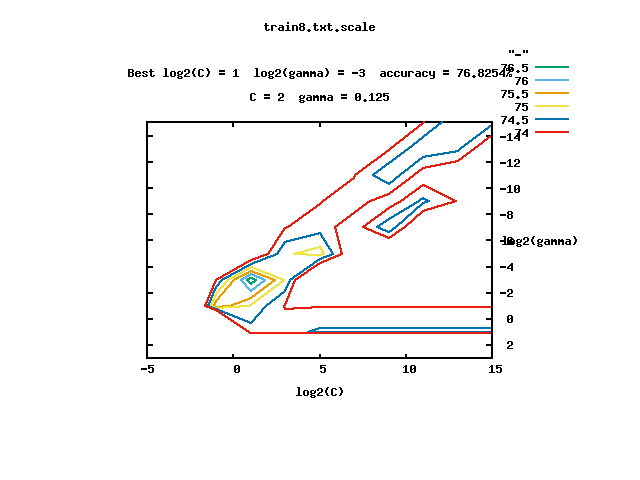 train8.txt.scale
"-"
Best log2(C) = 1  log2(gamma) = -3  accuracy = 76.8254%
76.5
76
C = 2  gamma = 0.125
75.5
75
74.5
74
-14
-12
-10
-8
-6
log2(gamma)
-4
-2
0
2
-5 0 5 10 15
log2(C)